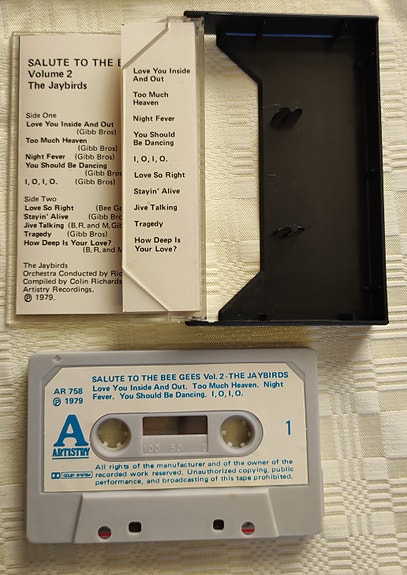 SALUTE TO THE BE
Volume 2
The Jaybirds
Side One
Love You Inside And Out
(Gibb Bros)
Too Much Heaven
(Gibb Bros)
Night Fever (Gibb Bros)
You Should Be Dancing
(Gibb Bros
I, O, I, O. (Gibb Bros
Side Two
Love So Right (Bee Ge
Stayin' Alive (Gibb Bro
Jive Talking (B, R, and M, Gib
Tragedy (Gibb Bros)
How Deep Is Your Love?
(B, R, and M
The Jaybirds
Orchestra Conducted by Ric
Compiled by Colin Richards
Artistry Recordings,
℗ 1979.
Love You Inside
And Out
Too Much
Heaven
Night Fever
You Should
Be Dancing
I, O, I, O.
Love So Right
Stayin' Alive
Jive Talking
Tragedy
How Deep Is
Your Love?
SALUTE TO THE BEE GEES Vol. 2 - THE JAYBIRDS
AR 758
℗ 1979
Love You Inside And Out. Too Much Heaven. Night
Fever. You Should Be Dancing. I, O, I, O.
A
ARTISTRY
1
100 50
All rights of the manufacturer and of the owner of the
recorded work reserved. Unauthorized copying, public
performance, and broadcasting of this tape prohibited.
DOLBY SYSTEM